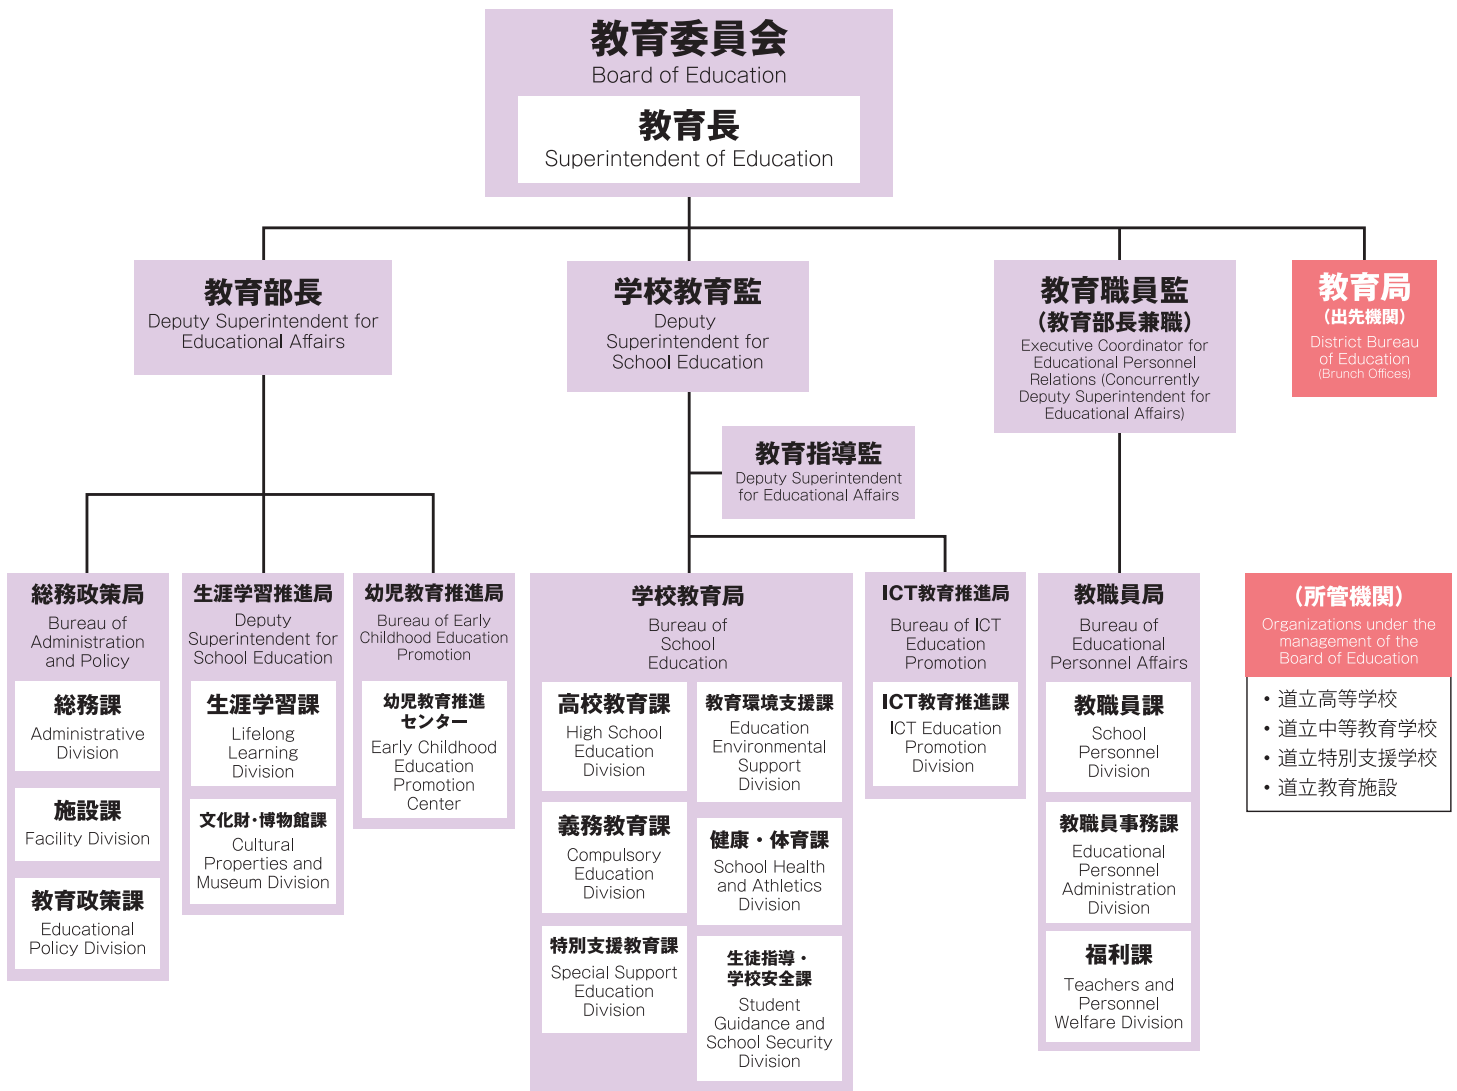 教育委員会
Board of Education
教育長
Superintendent of Education
教育部長
Deputy Superintendent for
Educational Affairs
学校教育監
Deputy
Superintendent for
School Education
教育職員監
（教育部長兼職）
Executive Coordinator for
Educational Personnel
Relations (Concurrently
Deputy Superintendent for
Educational Affairs)
教育局
（出先機関）
District Bureau
of Education
(Brunch Offices)
教育指導監
Deputy Superintendent
for Educational Affairs
総務政策局
Bureau of
Administration
and Policy
総務課
Administrative
Division
施設課
Facility Division
教育政策課
Educational
Policy Division
生涯学習推進局
Deputy
Superintendent for
School Education
生涯学習課
Lifelong
Learning
Division
文化財・博物館課
Cultural
Properties and
Museum Division
幼児教育推進局
Bureau of Early
Childhood Education
Promotion
幼児教育推進
センター
Early Childhood
Education
Promotion
Center
学校教育局
Bureau of
School
Education
高校教育課
High School
Education
Division
義務教育課
Compulsory
Education
Division
特別支援教育課
Special Support
Education
Division
教育環境支援課
Education
Environmental
Support
Division
健康・体育課
School Health
and Athletics
Division
生徒指導・
学校安全課
Student
Guidance and
School Security
Division
ICT教育推進局
Bureau of ICT
Education
Promotion
ICT教育推進課
ICT Education
Promotion
Division
教職員局
Bureau of
Educational
Personnel Affairs
教職員課
School
Personnel
Division
教職員事務課
Educational
Personnel
Administration
Division
福利課
Teachers and
Personnel
Welfare Division
（所管機関）
Organizations under the
management of the
Board of Education
・道立高等学校
・道立中等教育学校
・道立特別支援学校
・道立教育施設